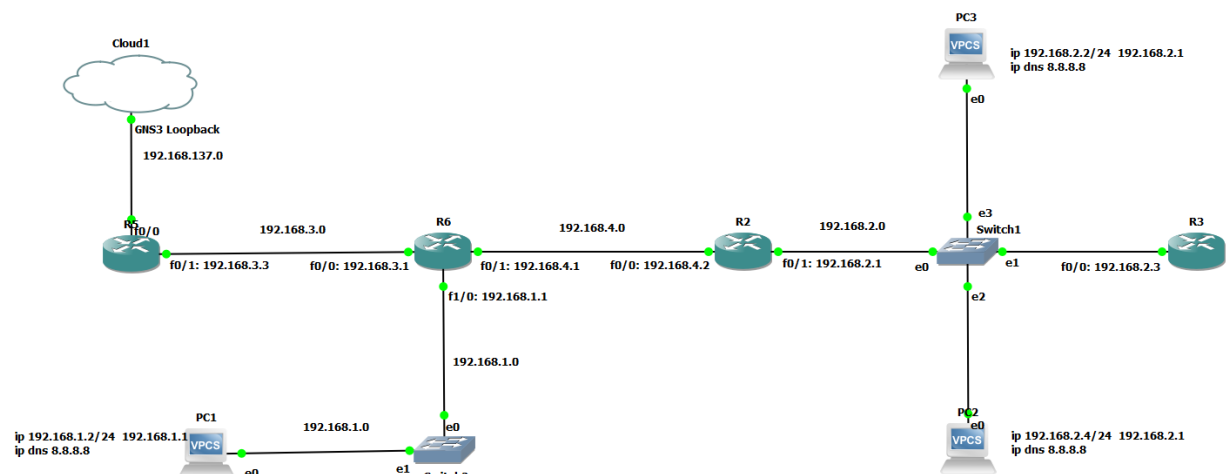 PC3
Cloud1
VPCS
ip 192.168.2.2/24 192.168.2.1
ip dns 8.8.8.8
e0
GNS3 Loopback
192.168.137.0
R5
f0/0
192.168.3.0
R6
192.168.4.0
R2
192.168.2.0
e3
Switch1
R3
f0/1: 192.168.3.3
f0/0: 192.168.3.1
f0/1: 192.168.4.1
f0/0: 192.168.4.2
f0/1: 192.168.2.1
e0
e1
f0/0: 192.168.2.3
f1/0: 192.168.1.1
e2
192.168.1.0
PC1
192.168.1.0
e0
PC2
e0
ip 192.168.1.2/24 192.168.1.1
ip dns 8.8.8.8
VPCS
VPCS
ip 192.168.2.4/24 192.168.2.1
ip dns 8.8.8.8
e0
e1